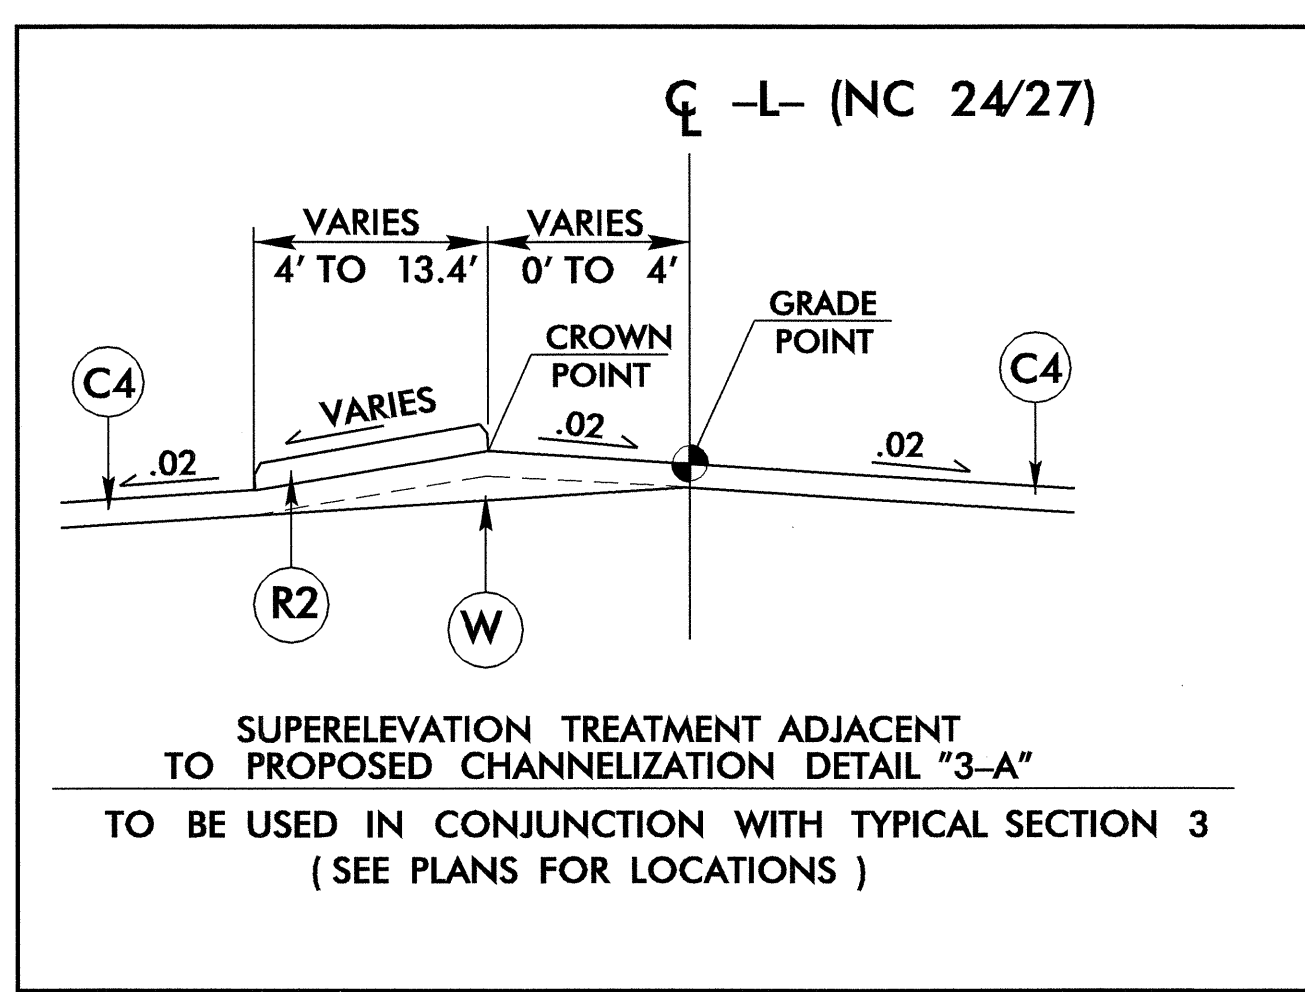 ℄ –L– (NC 24/27)
VARIES
4' TO 13.4'
VARIES
0' TO 4'
GRADE
POINT
CROWN
POINT
C4
C4
VARIES
.02
.02
.02
R2
W
SUPERELEVATION TREATMENT ADJACENT
TO PROPOSED CHANNELIZATION DETAIL "3–A"
TO BE USED IN CONJUNCTION WITH TYPICAL SECTION 3
( SEE PLANS FOR LOCATIONS )